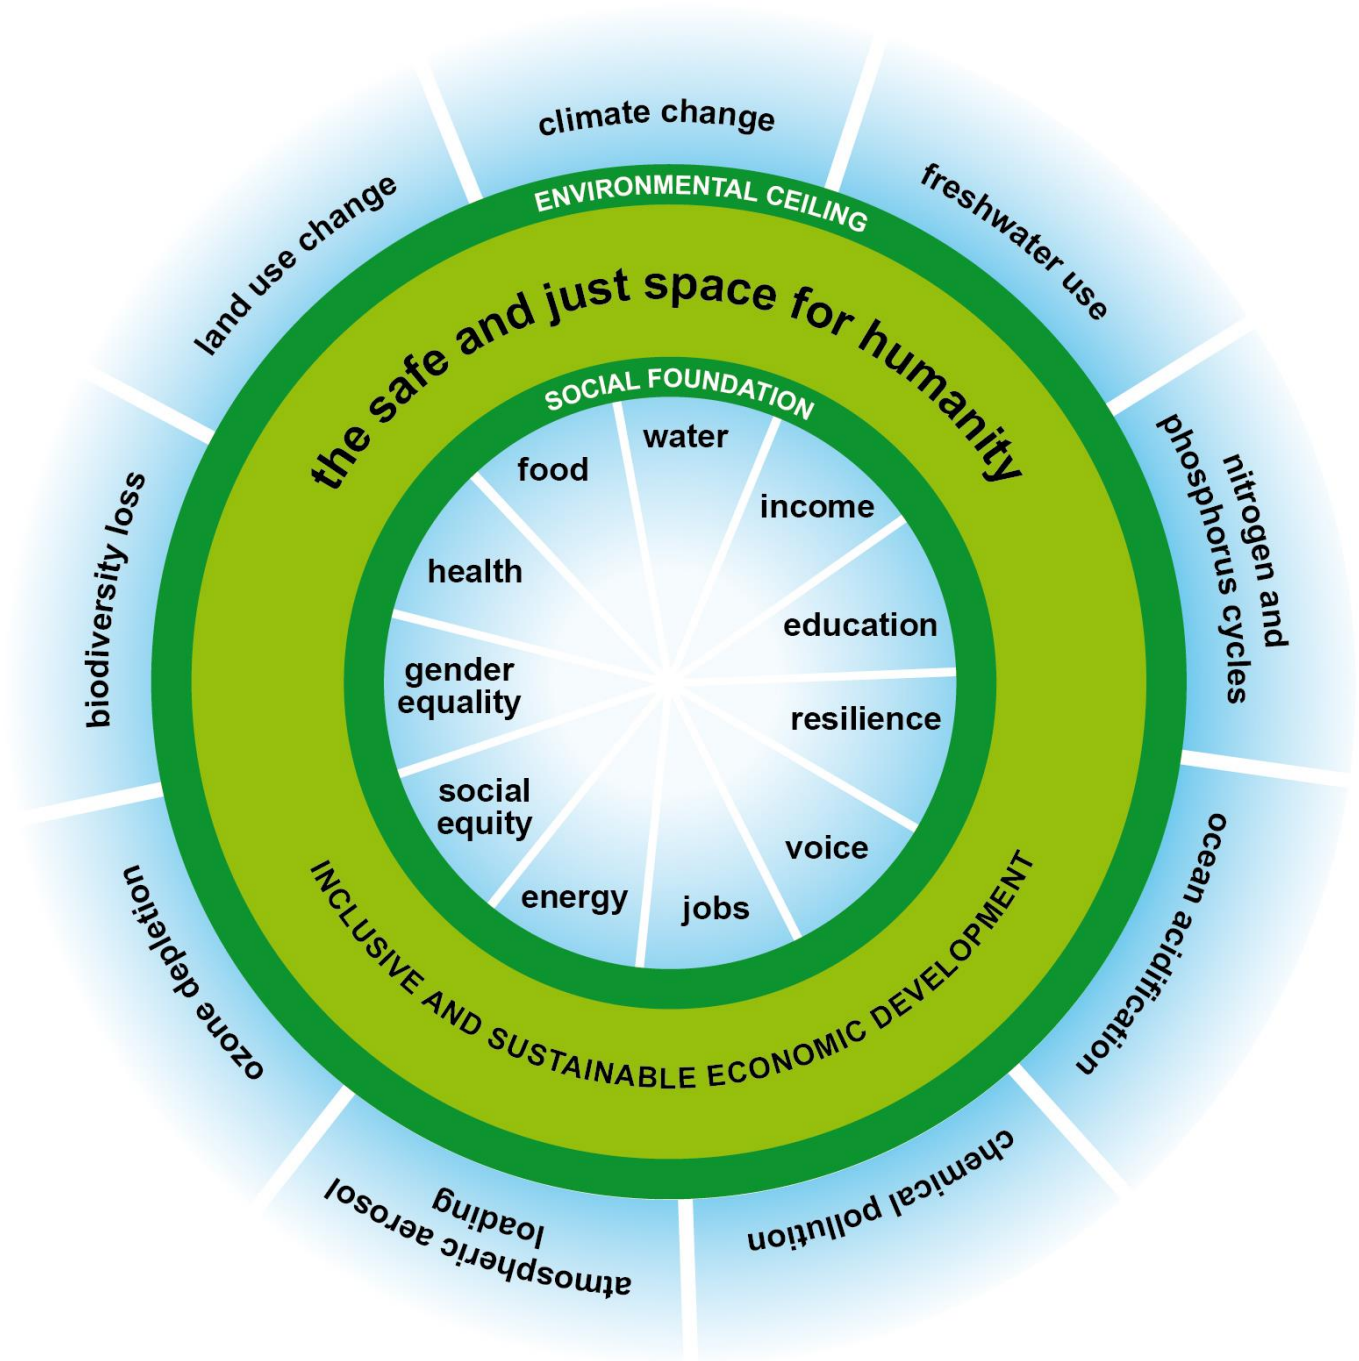 climate change
freshwater use
nitrogen and
phosphorus cycles
ocean acidification
chemical pollution
atmospheric aerosol
loading
ozone depletion
biodiversity loss
land use change
ENVIRONMENTAL CEILING
the safe and just space for humanity
SOCIAL FOUNDATION
water
income
education
resilience
voice
jobs
energy
social
equity
gender
equality
health
food
INCLUSIVE AND SUSTAINABLE ECONOMIC DEVELOPMENT